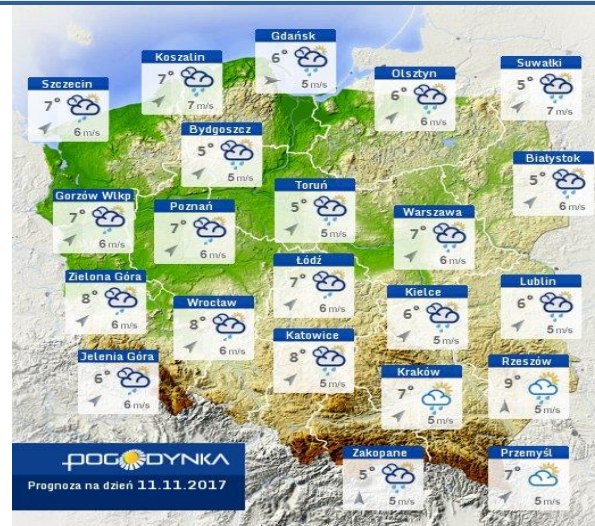 Gdańsk
6°
5 m/s
Koszalin
7°
7 m/s
Suwałki
5°
7 m/s
Olsztyn
6°
6 m/s
Szczecin
7°
6 m/s
Bydgoszcz
5°
5 m/s
Białystok
5°
6 m/s
Toruń
5°
5 m/s
Gorzów Wlkp
7°
6 m/s
Poznań
7°
6 m/s
Warszawa
7°
6 m/s
Łódź
7°
6 m/s
Zielona Góra
8°
6 m/s
Lublin
6°
5 m/s
Kielce
6°
5 m/s
Wrocław
8°
6 m/s
Katowice
8°
5 m/s
Jelenia Góra
6°
6 m/s
Rzeszów
9°
5 m/s
Kraków
7°
5 m/s
Zakopane
5°
5 m/s
Przemyśl
7°
5 m/s
POGODYNKA
Prognoza na dzień 11.11.2017